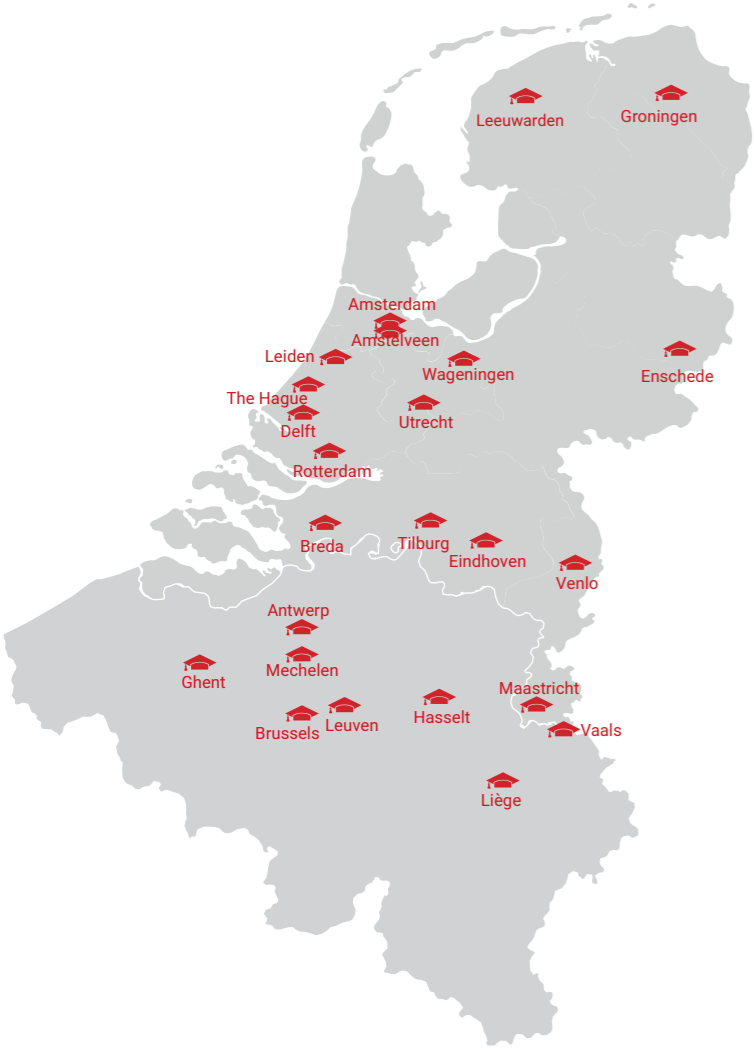 Leeuwarden
Groningen
Amsterdam
Amstelveen
Leiden
Wageningen
Enschede
The Hague
Utrecht
Delft
Rotterdam
Breda
Tilburg
Eindhoven
Venlo
Antwerp
Mechelen
Ghent
Maastricht
Hasselt
Leuven
Brussels
Vaals
Liège